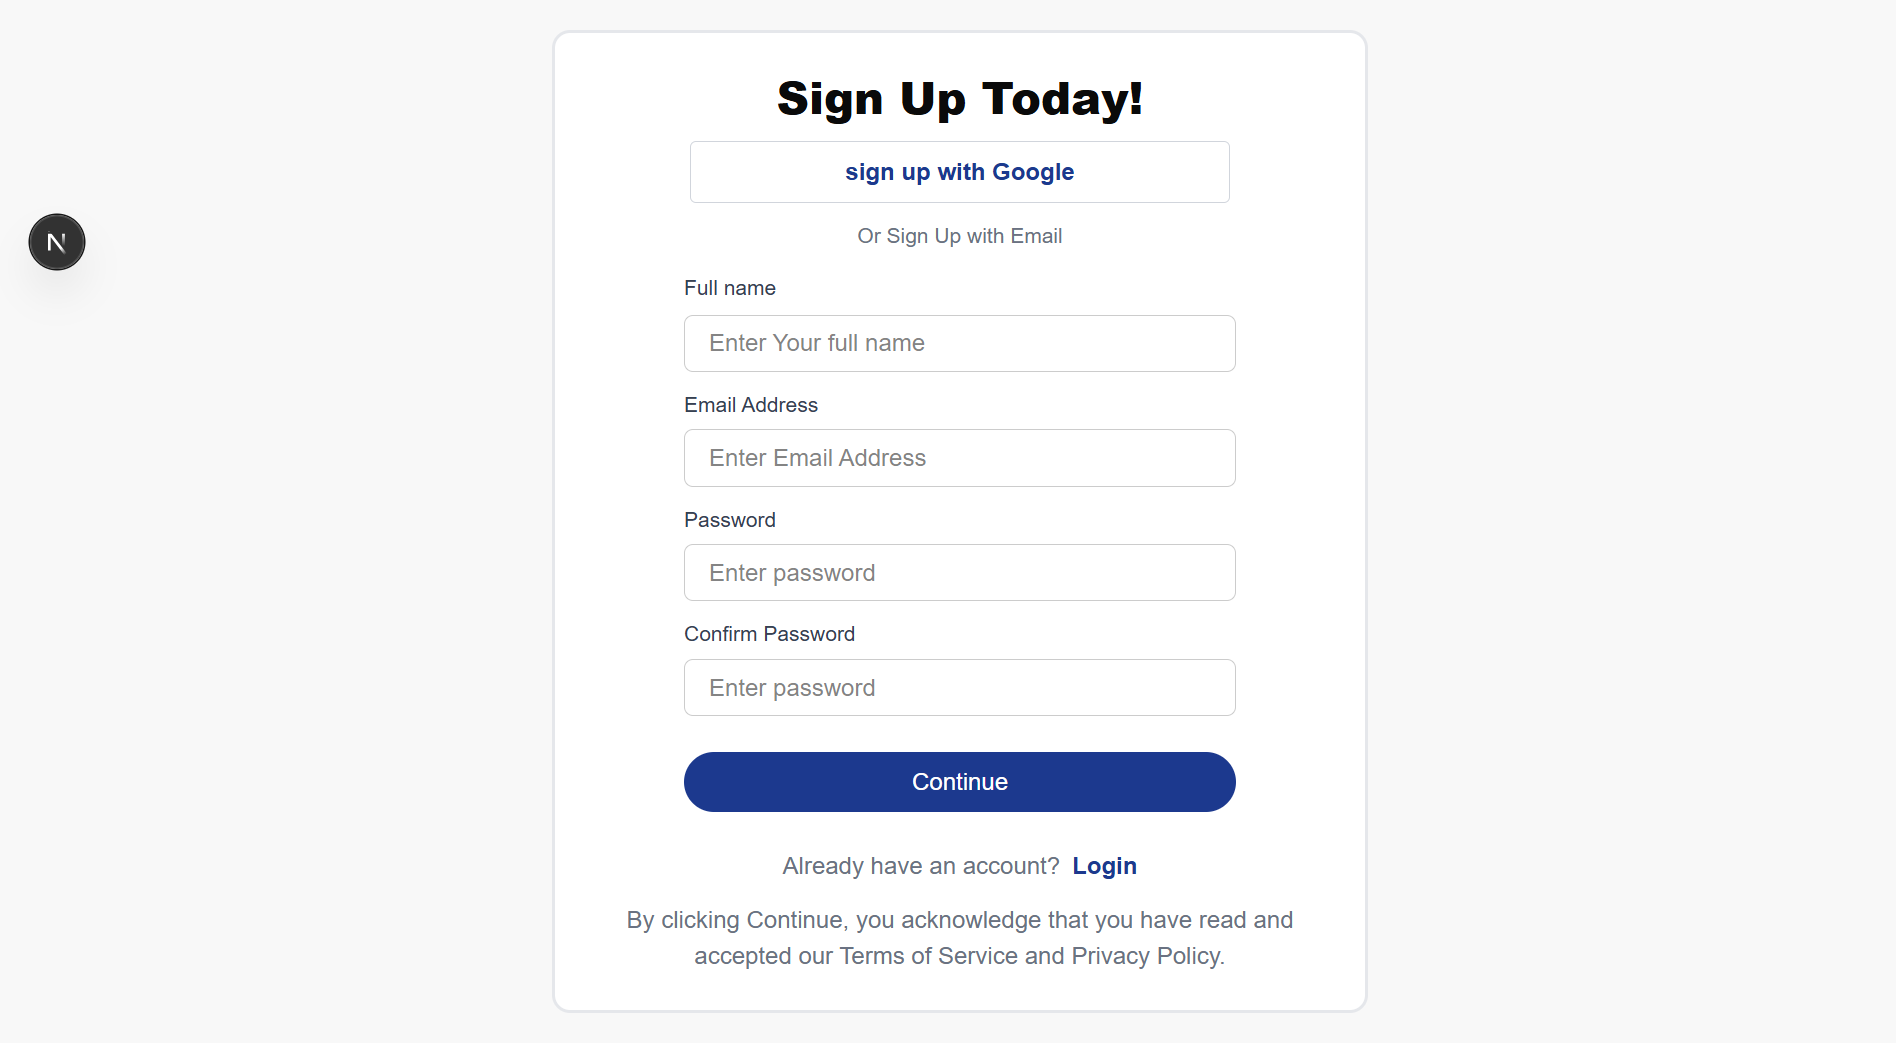 Sign Up Today!
sign up with Google
N
Or Sign Up with Email
Full name
Enter Your full name
Email Address
Enter Email Address
Password
Enter password
Confirm Password
Enter password
Continue
Already have an account? Login
By clicking Continue, you acknowledge that you have read and
accepted our Terms of Service and Privacy Policy.